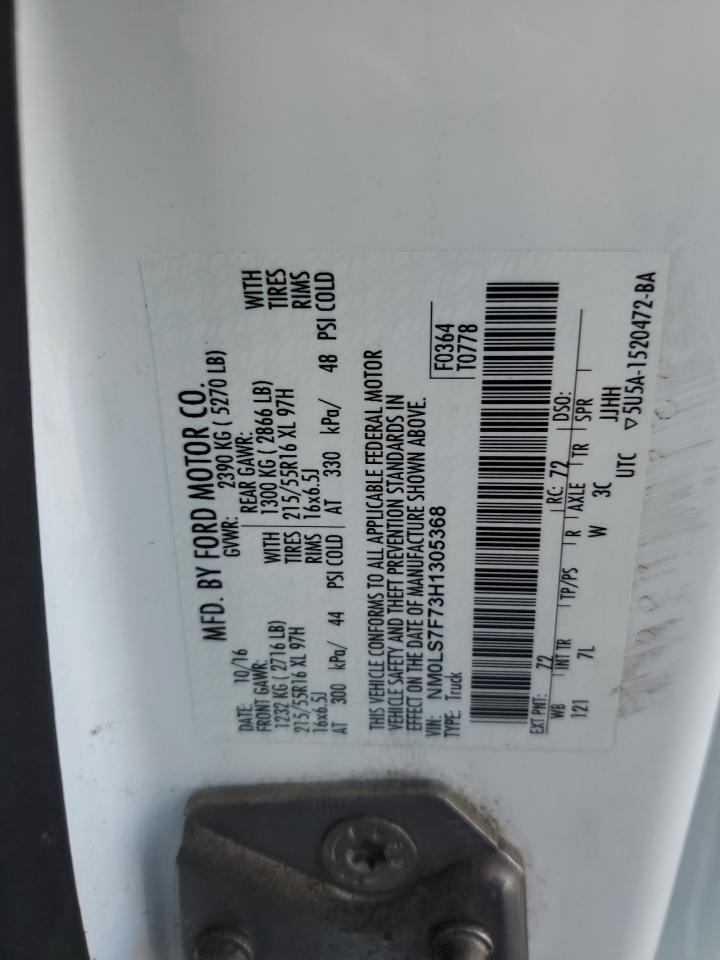 MFD. BY FORD MOTOR CO.
DATE: 10/16 GVWR: 2390 KG ( 5270 LB)
FRONT GAWR: REAR GAWR:
1232 KG ( 2716 LB) WITH 1300 KG ( 2866 LB) WITH
215/55R16 XL 97H TIRES 215/55R16 XL 97H TIRES
16x6.5J RIMS 16x6.5J RIMS
AT 300 kPa/ 44 PSI COLD AT 330 kPa/ 48 PSI COLD
THIS VEHICLE CONFORMS TO ALL APPLICABLE FEDERAL MOTOR
VEHICLE SAFETY AND THEFT PREVENTION STANDARDS IN
EFFECT ON THE DATE OF MANUFACTURE SHOWN ABOVE.
VIN: NM0LS7F73H1305368 F0364
TYPE: Truck T0778
EXT PNT: Z2 RC: 72 DSO:
WB INT TR TP/PS R AXLE TR SPR
121 7L W 3C JJHH
UTC ▽5U5A-1520472-BA